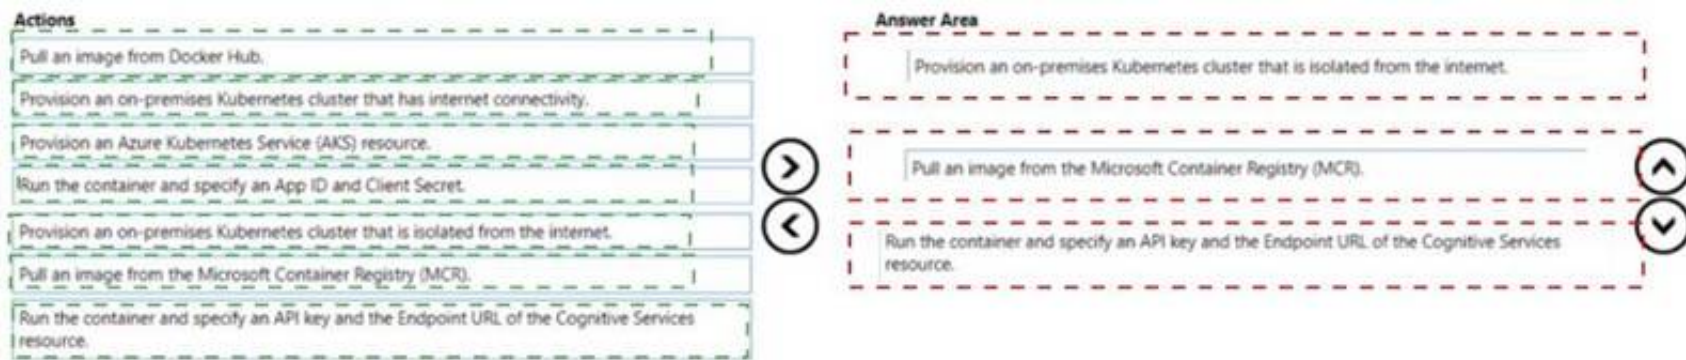 Actions
Pull an image from Docker Hub.
Provision an on-premises Kubernetes cluster that has internet connectivity.
Provision an Azure Kubernetes Service (AKS) resource.
Run the container and specify an App ID and Client Secret.
Provision an on-premises Kubernetes cluster that is isolated from the internet.
Pull an image from the Microsoft Container Registry (MCR).
Run the container and specify an API key and the Endpoint URL of the Cognitive Services
resource.
Answer Area
Provision an on-premises Kubernetes cluster that is isolated from the internet.
Pull an image from the Microsoft Container Registry (MCR).
Run the container and specify an API key and the Endpoint URL of the Cognitive Services
resource.